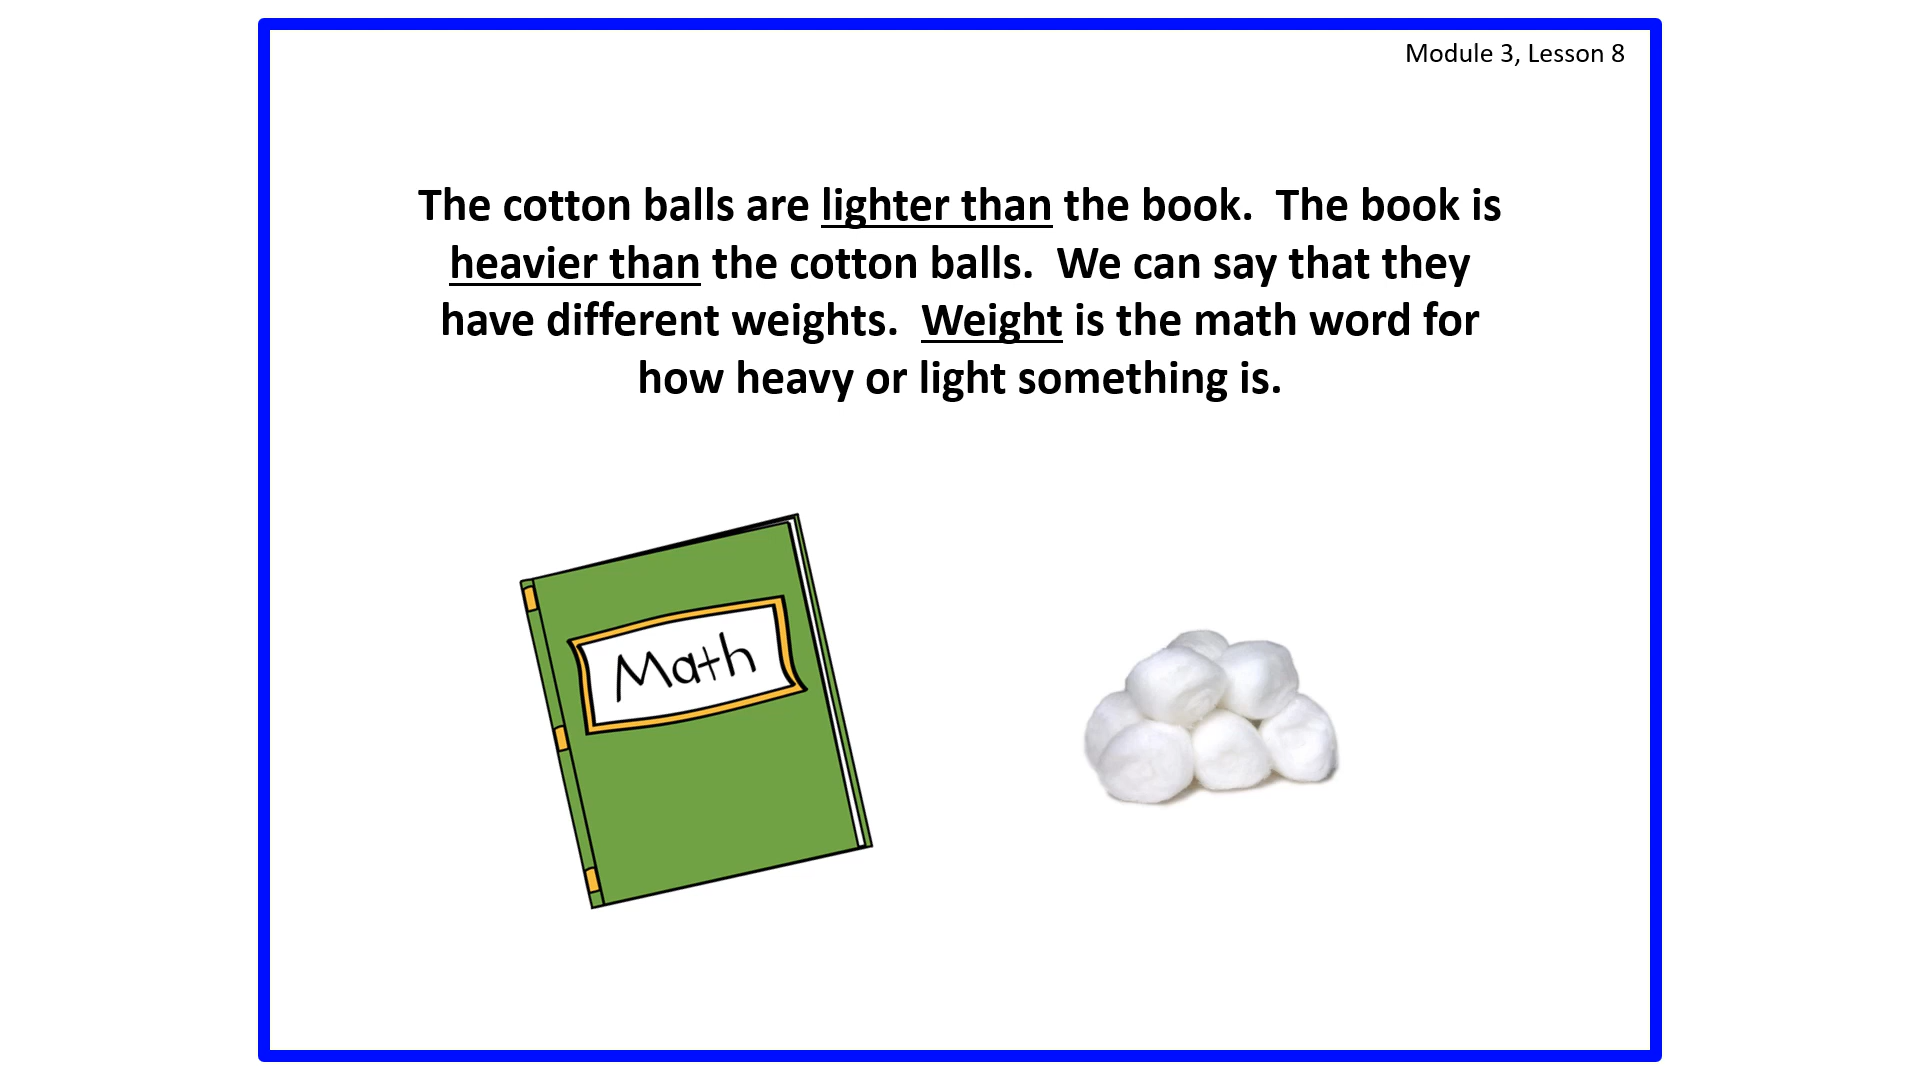 Module 3, Lesson 8
The cotton balls are lighter than the book.  The book is
heavier than the cotton balls.  We can say that they
have different weights.  Weight is the math word for
how heavy or light something is.
Math